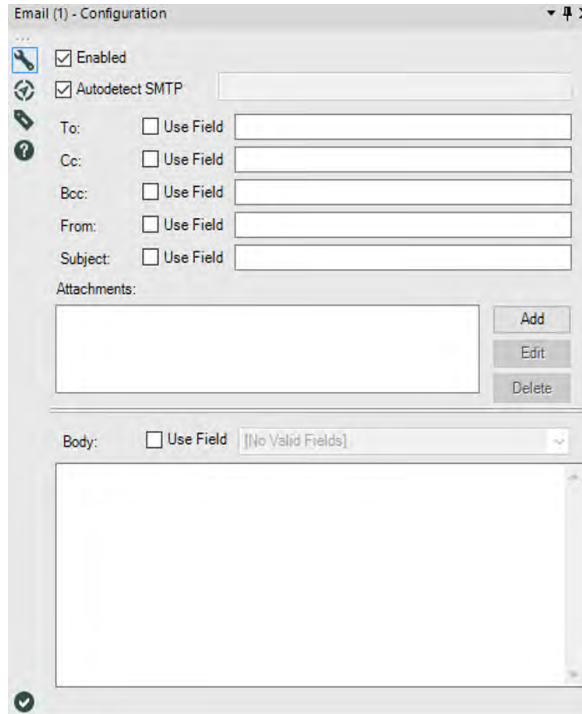 Email (1) - Configuration
Enabled
Autodetect SMTP
To: Use Field
Cc: Use Field
Bcc: Use Field
From: Use Field
Subject: Use Field
Attachments:
Add
Edit
Delete
Body: Use Field [No Valid Fields]